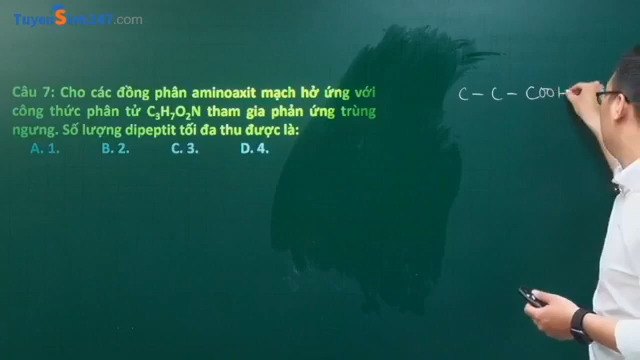 TuyenSinh247.com
Câu 7: Cho các đồng phân aminoaxit mạch hở ứng với
công thức phân tử C₃H₇O₂N tham gia phản ứng trùng
ngưng. Số lượng dipeptit tối đa thu được là:
A. 1. B. 2. C. 3. D. 4.
C – C – COOH